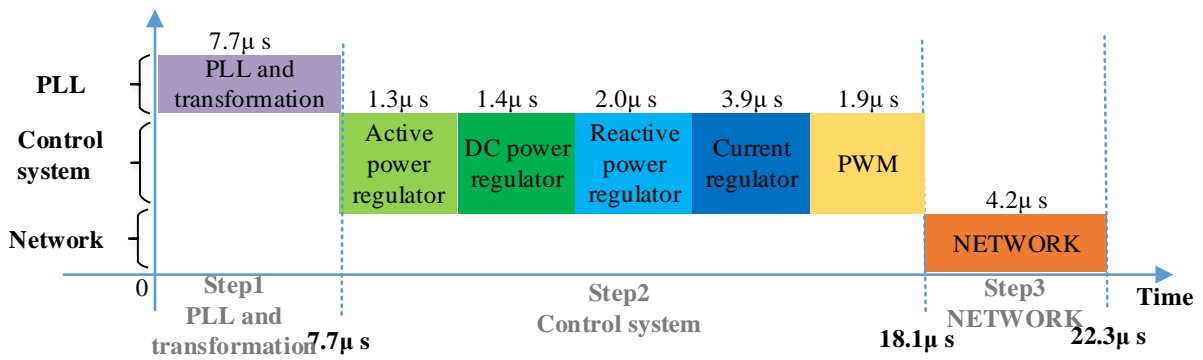 7.7μ s
PLL
PLL and
transformation
1.3μ s
1.4μ s
2.0μ s
3.9μ s
1.9μ s
Control
system
Active
power
regulator
DC power
regulator
Reactive
power
regulator
Current
regulator
PWM
4.2μ s
Network
NETWORK
0
Step1
PLL and
transformation
7.7μ s
Step2
Control system
18.1μ s
Step3
NETWORK
22.3μ s
Time